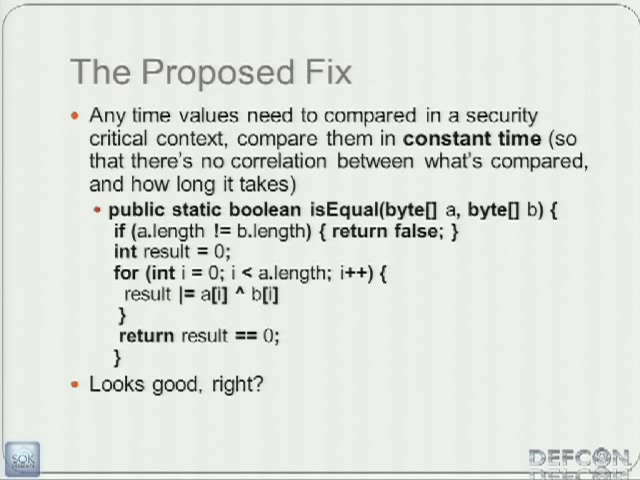 The Proposed Fix
Any time values need to compared in a security
critical context, compare them in constant time (so
that there's no correlation between what's compared,
and how long it takes)
public static boolean isEqual(byte[] a, byte[] b) {
if (a.length != b.length) { return false; }
int result = 0;
for (int i = 0; i < a.length; i++) {
result |= a[i] ^ b[i]
}
return result == 0;
}
Looks good, right?
SOK
DEFCON